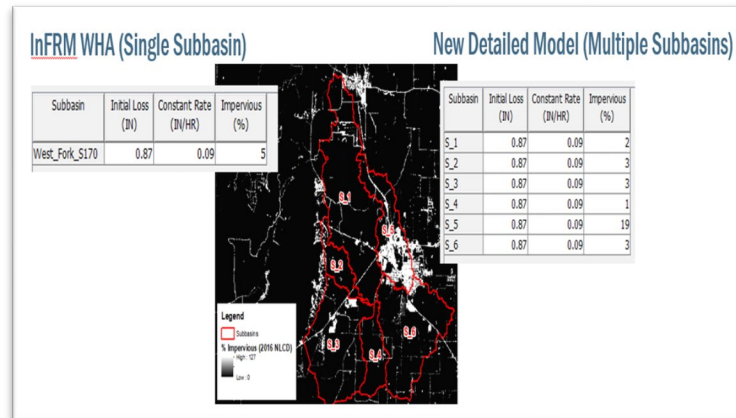 InFRM WHA (Single Subbasin)
New Detailed Model (Multiple Subbasins)
Subbasin Initial Loss (IN) Constant Rate (IN/HR) Impervious (%)
West_Fork_S170 0.87 0.09 5
Subbasin Initial Loss (IN) Constant Rate (IN/HR) Impervious (%)
S_1 0.87 0.09 2
S_2 0.87 0.09 3
S_3 0.87 0.09 3
S_4 0.87 0.09 1
S_5 0.87 0.09 19
S_6 0.87 0.09 3
S_1
S_5
S_2
S_3
S_4
S_6
Legend
Subbasins
% Impervious (2016 NLCD)
High : 127
Low : 0